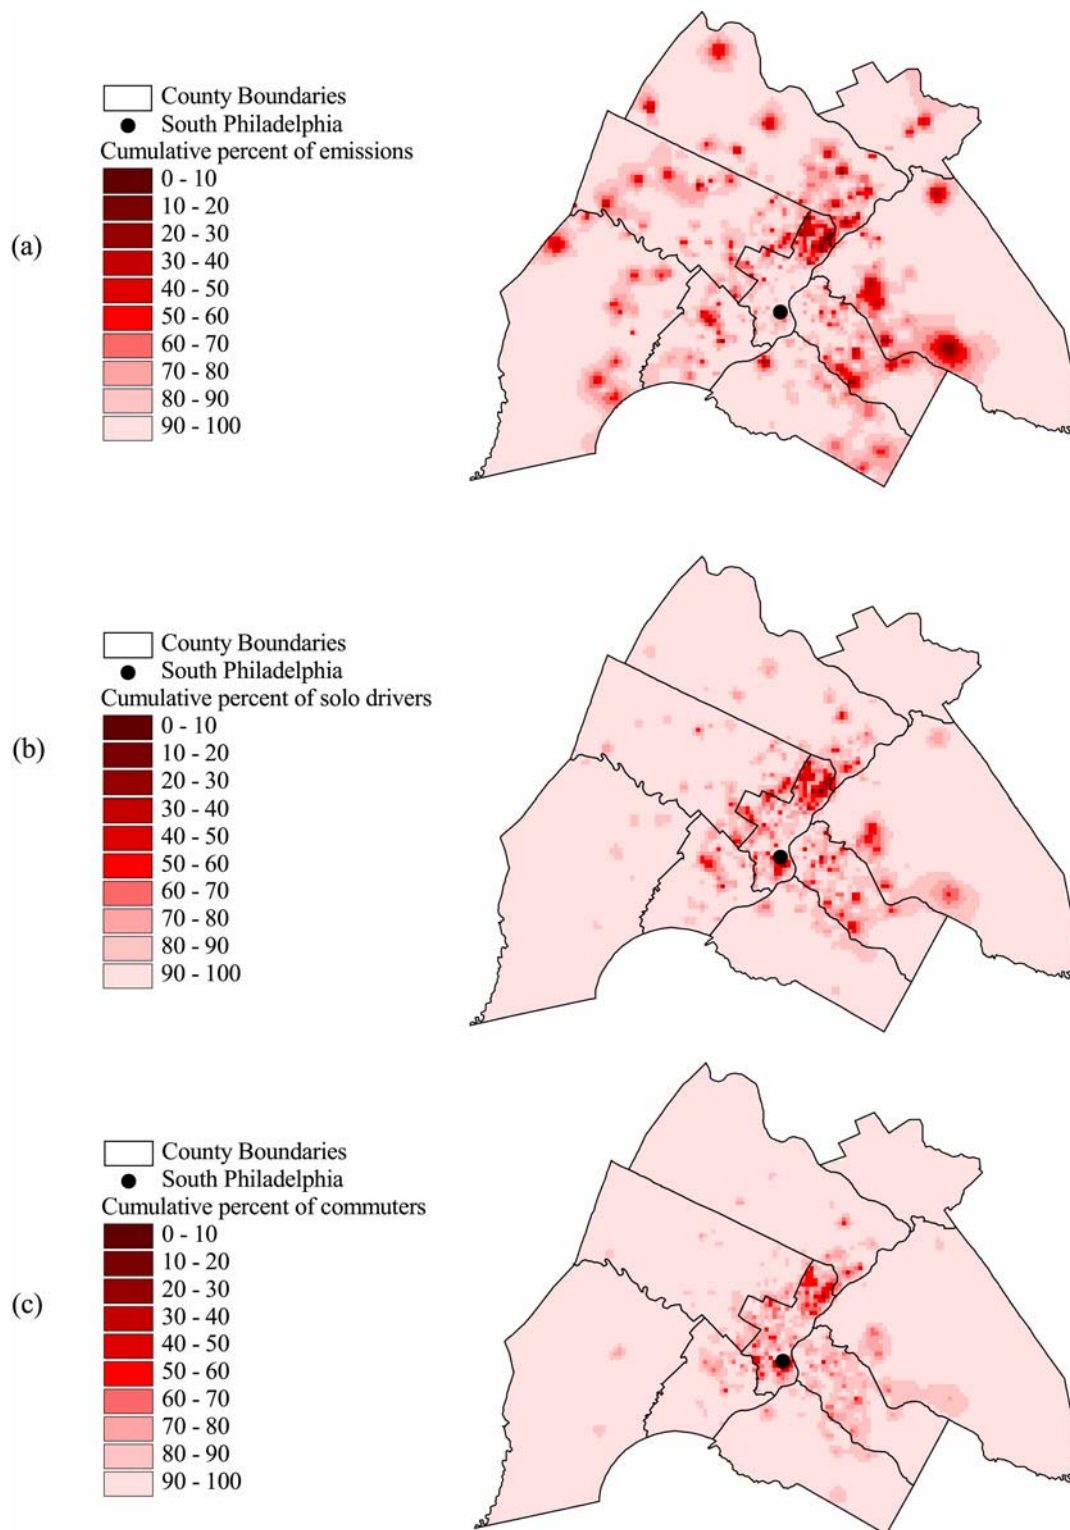 County Boundaries
South Philadelphia
Cumulative percent of emissions
0 - 10
10 - 20
20 - 30
(a)
30 - 40
40 - 50
50 - 60
60 - 70
70 - 80
80 - 90
90 - 100
County Boundaries
South Philadelphia
Cumulative percent of solo drivers
0 - 10
(b)
10 - 20
20 - 30
30 - 40
40 - 50
50 - 60
60 - 70
70 - 80
80 - 90
90 - 100
County Boundaries
South Philadelphia
Cumulative percent of commuters
0 - 10
10 - 20
20 - 30
(c)
30 - 40
40 - 50
50 - 60
60 - 70
70 - 80
80 - 90
90 - 100